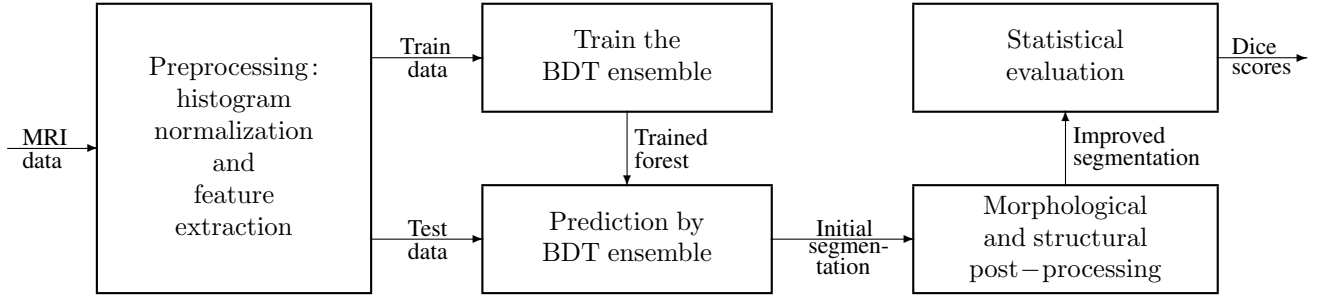 MRI
data
Preprocessing:
histogram
normalization
and
feature
extraction
Train
data
Train the
BDT ensemble
Trained
forest
Test
data
Prediction by
BDT ensemble
Initial
segmen-
tation
Morphological
and structural
post−processing
Improved
segmentation
Statistical
evaluation
Dice
scores